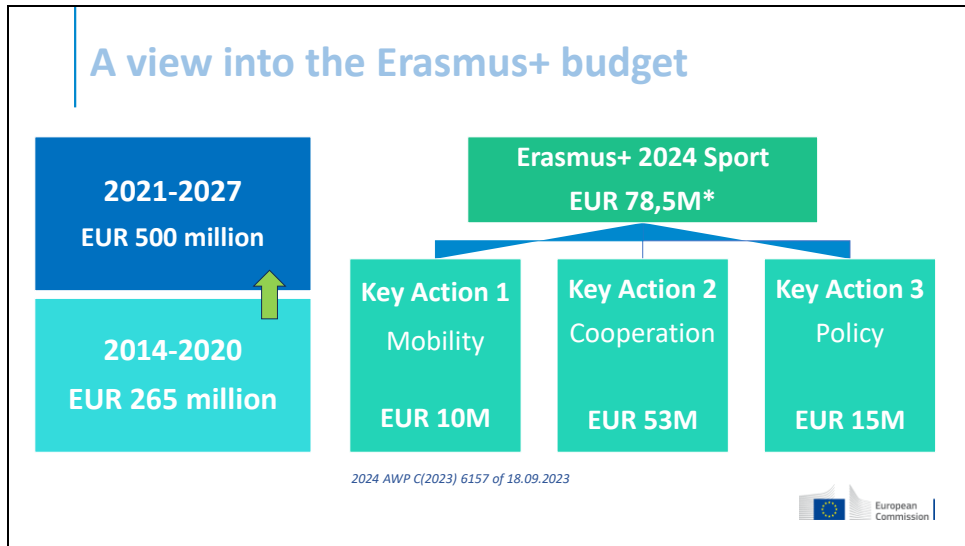 A view into the Erasmus+ budget
2021-2027
EUR 500 million
2014-2020
EUR 265 million
Erasmus+ 2024 Sport
EUR 78,5M*
Key Action 1
Mobility
EUR 10M
Key Action 2
Cooperation
EUR 53M
Key Action 3
Policy
EUR 15M
2024 AWP C(2023) 6157 of 18.09.2023
European
Commission